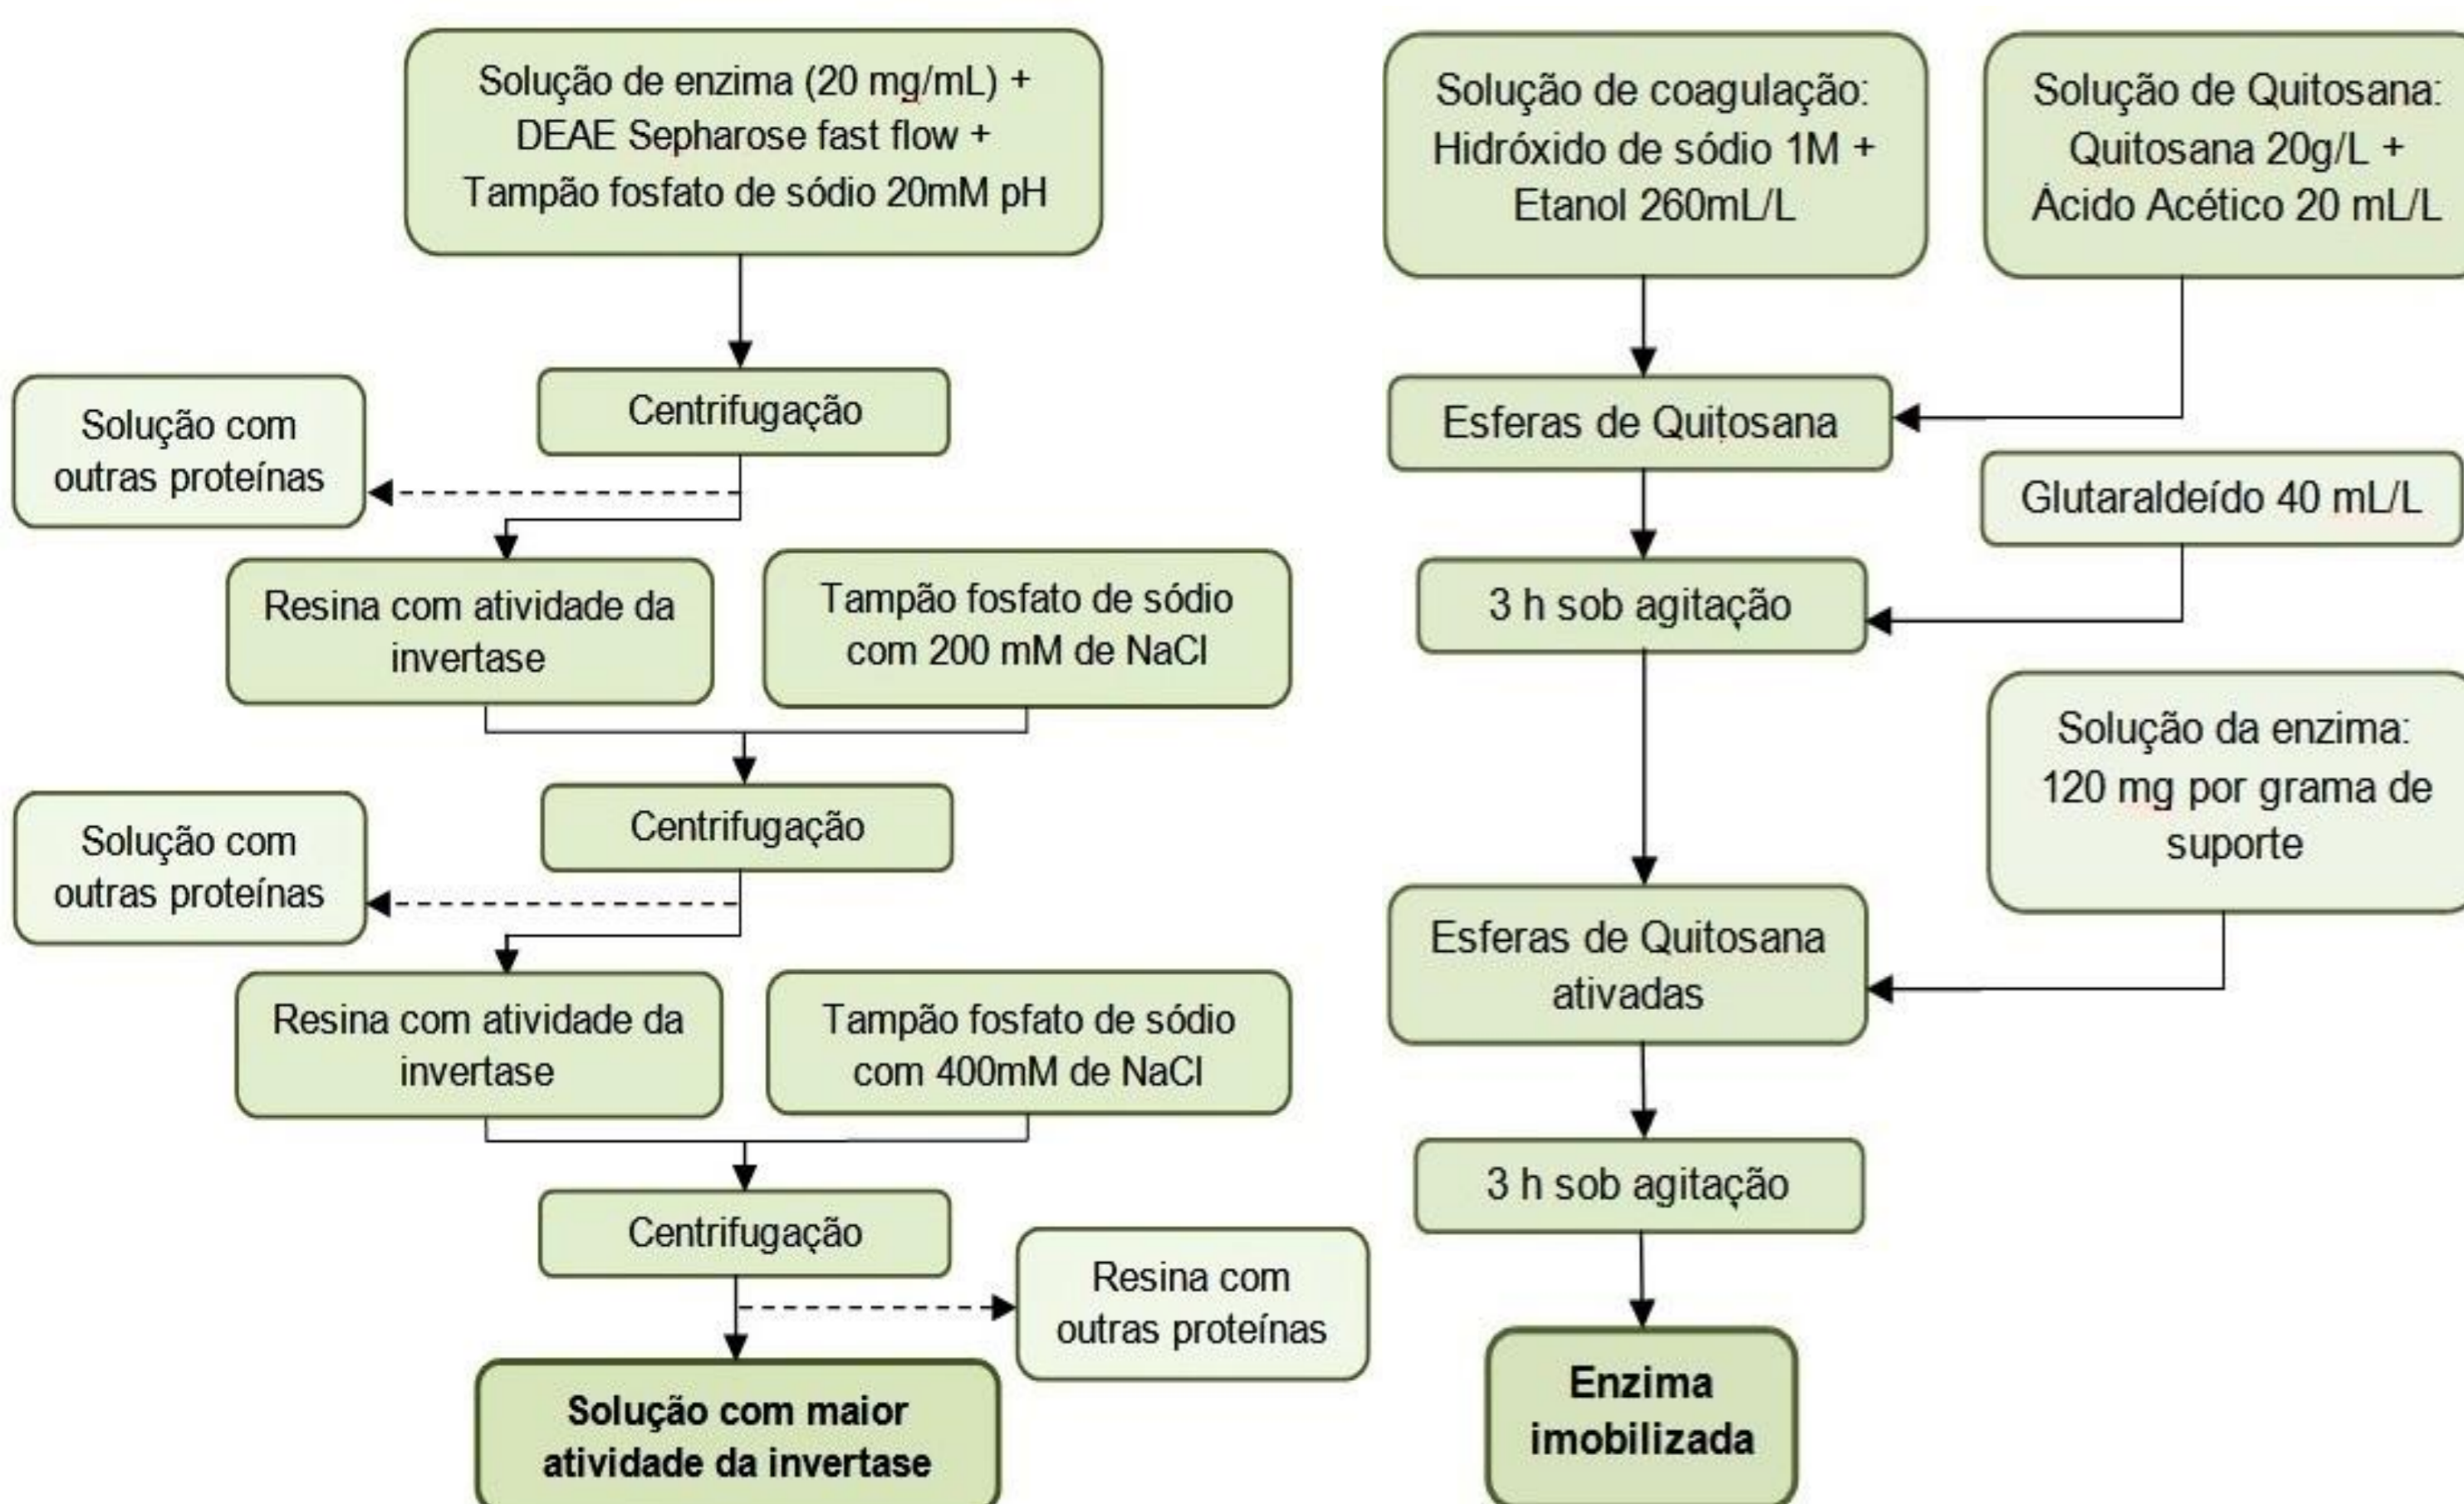 Solução de enzima (20 mg/mL) +
DEAE Sepharose fast flow +
Tampão fosfato de sódio 20mM pH
Centrifugação
Solução com
outras proteínas
Resina com atividade da
invertase
Tampão fosfato de sódio
com 200 mM de NaCl
Centrifugação
Solução com
outras proteínas
Resina com atividade da
invertase
Tampão fosfato de sódio
com 400mM de NaCl
Centrifugação
Resina com
outras proteínas
Solução com maior
atividade da invertase
Solução de coagulação:
Hidróxido de sódio 1M +
Etanol 260mL/L
Solução de Quitosana:
Quitosana 20g/L +
Ácido Acético 20 mL/L
Esferas de Quitosana
Glutaraldeído 40 mL/L
3 h sob agitação
Solução da enzima:
120 mg por grama de
suporte
Esferas de Quitosana
ativadas
3 h sob agitação
Enzima
imobilizada